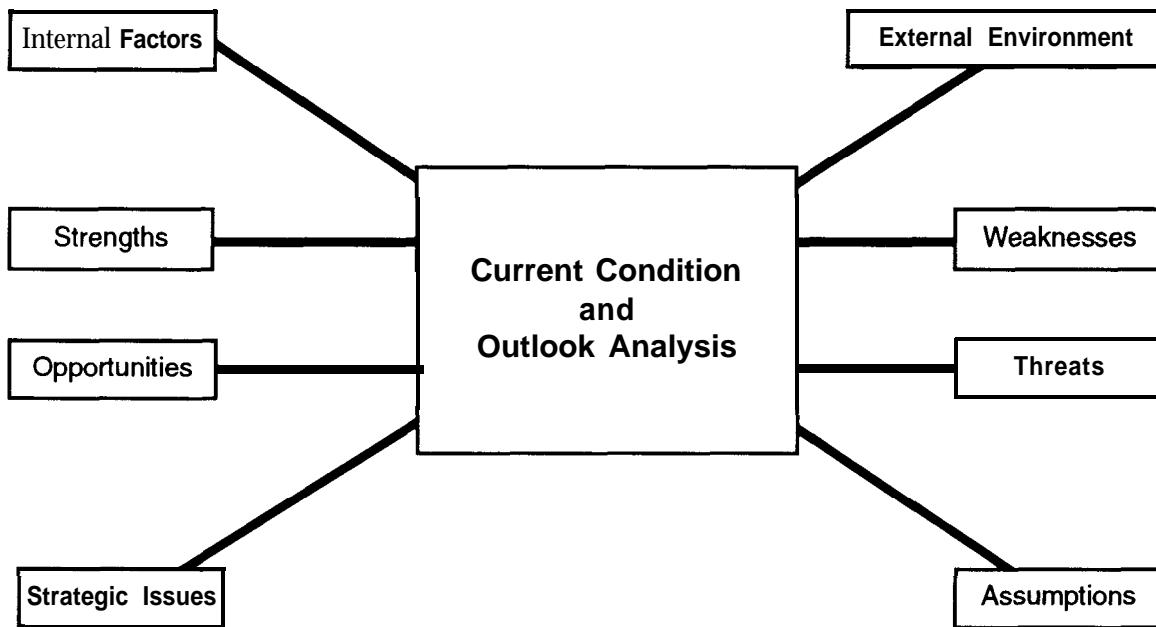 Internal Factors
External Environment
Strengths
Current Condition
and
Outlook Analysis
Weaknesses
Opportunities
Threats
Strategic Issues
Assumptions